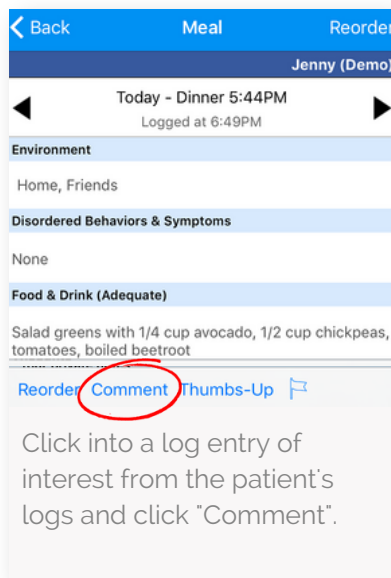 Back Meal Reorder
Jenny (Demo)
Today - Dinner 5:44PM
Logged at 6:49PM
Environment
Home, Friends
Disordered Behaviors & Symptoms
None
Food & Drink (Adequate)
Salad greens with 1/4 cup avocado, 1/2 cup chickpeas,
tomatoes, boiled beetroot
Reorder Comment Thumbs-Up
Click into a log entry of
interest from the patient's
logs and click "Comment".